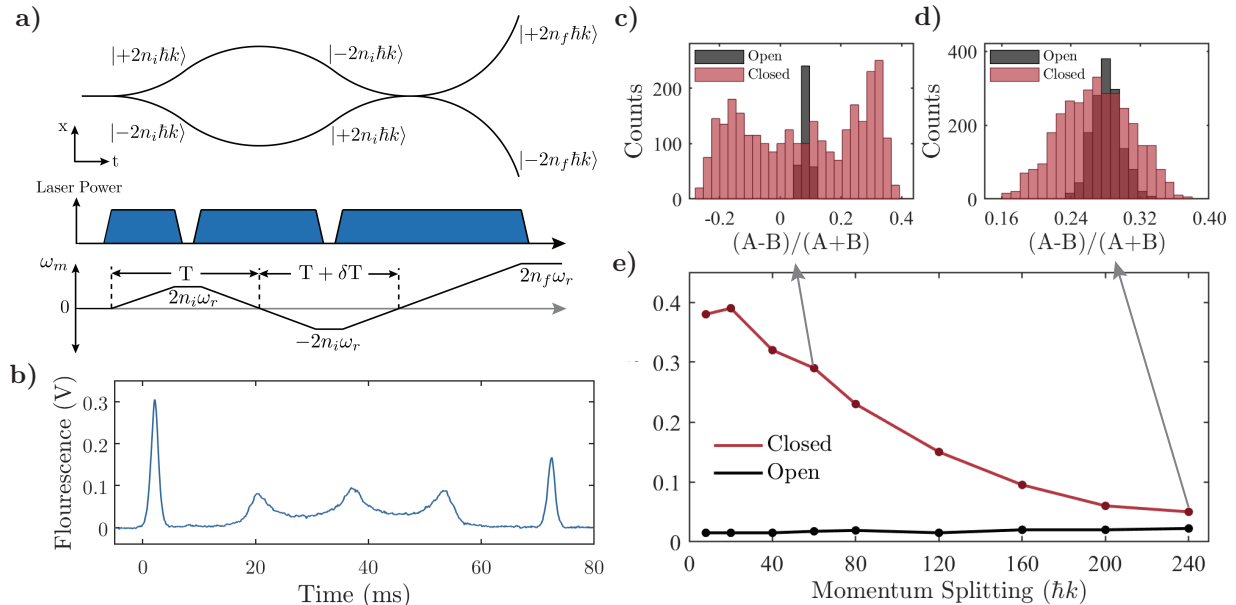 a)
|+2n_iℏk⟩
|−2n_iℏk⟩
|+2n_fℏk⟩
|−2n_iℏk⟩
|+2n_iℏk⟩
|−2n_fℏk⟩
x
t
Laser Power
ω_m
0
T
T + δT
2n_iω_r
−2n_iω_r
2n_fω_r
b)
Flourescence (V)
0.3
0.2
0.1
0
0 20 40 60 80
Time (ms)
c)
Counts
200
100
0
Open
Closed
-0.2 0 0.2 0.4
(A-B)/(A+B)
d)
Counts
400
200
0
Open
Closed
0.16 0.24 0.32 0.40
(A-B)/(A+B)
e)
0.4
0.3
0.2
0.1
0
Closed
Open
40 80 120 160 200 240
Momentum Splitting (ℏk)